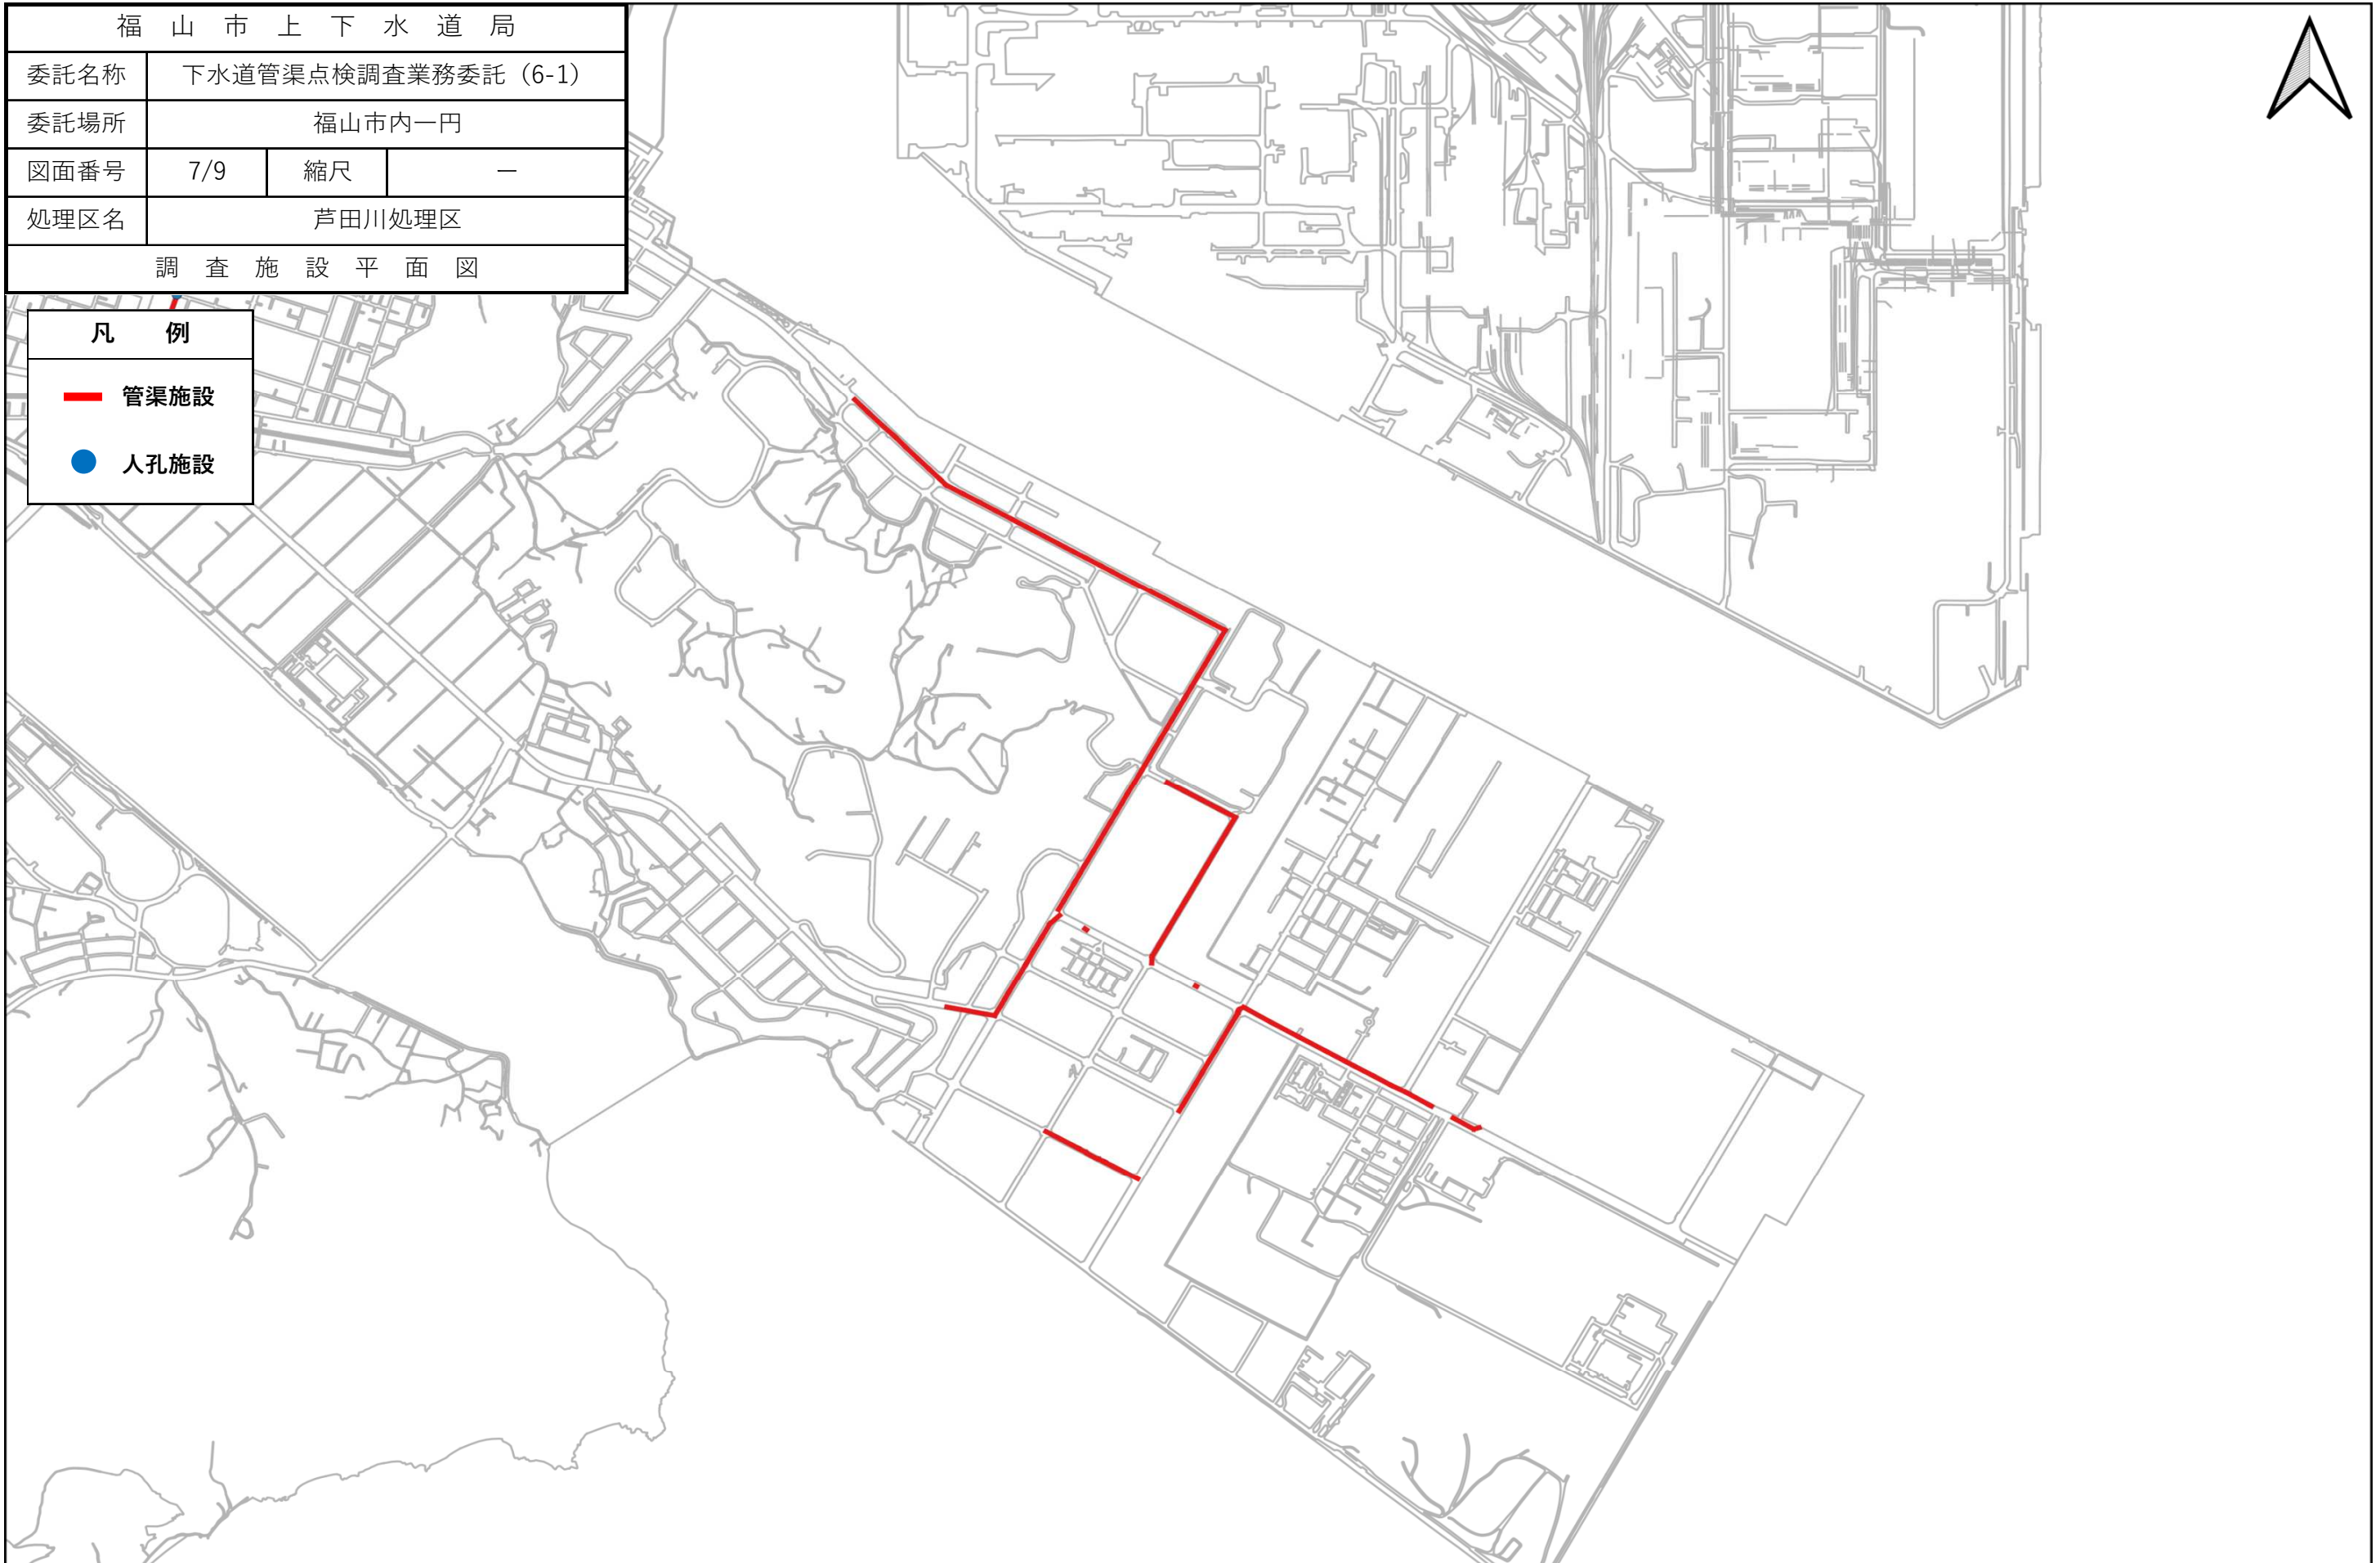 福山市上下水道局
委託名称 下水道管渠点検調査業務委託（6-1）
委託場所 福山市内一円
図面番号 7/9 縮尺 ー
処理区名 芦田川処理区
調査施設平面図
凡例
管渠施設
人孔施設